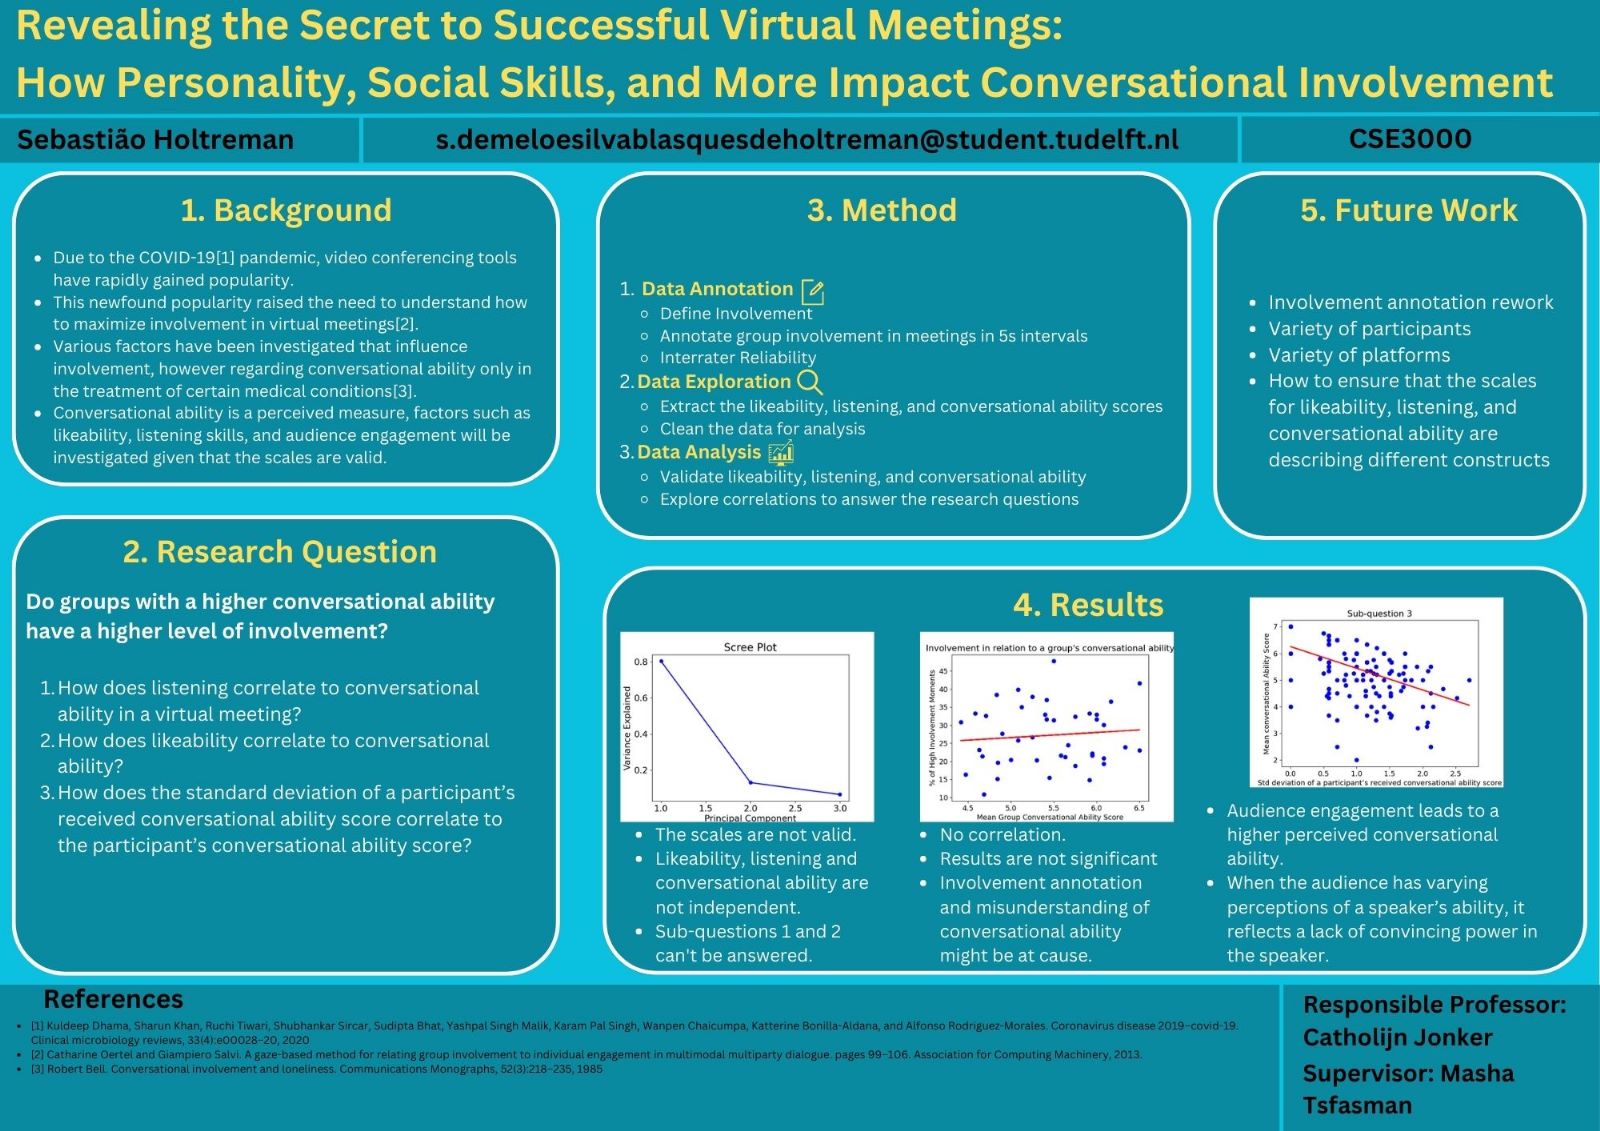 Revealing the Secret to Successful Virtual Meetings:
How Personality, Social Skills, and More Impact Conversational Involvement
Sebastião Holtreman
s.demeloesilvablasquesdeholtreman@student.tudelft.nl
CSE3000
1. Background
• Due to the COVID-19[1] pandemic, video conferencing tools
have rapidly gained popularity.
• This newfound popularity raised the need to understand how
to maximize involvement in virtual meetings[2].
• Various factors have been investigated that influence
involvement, however regarding conversational ability only in
the treatment of certain medical conditions[3].
• Conversational ability is a perceived measure, factors such as
likeability, listening skills, and audience engagement will be
investigated given that the scales are valid.
2. Research Question
Do groups with a higher conversational ability
have a higher level of involvement?
1. How does listening correlate to conversational
ability in a virtual meeting?
2. How does likeability correlate to conversational
ability?
3. How does the standard deviation of a participant's
received conversational ability score correlate to
the participant's conversational ability score?
3. Method
1. Data Annotation
Define Involvement
Annotate group involvement in meetings in 5s intervals
Interrater Reliability
2. Data Exploration
Extract the likeability, listening, and conversational ability scores
Clean the data for analysis
3. Data Analysis
Validate likeability, listening, and conversational ability
Explore correlations to answer the research questions
5. Future Work
• Involvement annotation rework
• Variety of participants
• Variety of platforms
• How to ensure that the scales
for likeability, listening, and
conversational ability are
describing different constructs
4. Results
Scree Plot
Variance Explained
0.8
0.6
0.4
0.2
1.0 1.5 2.0 2.5 3.0
Principal Component
• The scales are not valid.
• Likeability, listening and
conversational ability are
not independent.
• Sub-questions 1 and 2
can't be answered.
Involvement in relation to a group's conversational ability
% of High Involvement Moments
45
40
35
30
25
20
15
10
4.5 5.0 5.5 6.0 6.5
Mean Group Conversational Ability Score
• No correlation.
• Results are not significant
• Involvement annotation
and misunderstanding of
conversational ability
might be at cause.
Sub-question 3
Mean conversational Ability Score
7
6
5
4
3
2
0.0 0.5 1.0 1.5 2.0 2.5
Std deviation of a participant's received conversational ability score
• Audience engagement leads to a
higher perceived conversational
ability.
• When the audience has varying
perceptions of a speaker's ability, it
reflects a lack of convincing power in
the speaker.
References
• [1] Kuldeep Dhama, Sharun Khan, Ruchi Tiwari, Shubhankar Sircar, Sudipta Bhat, Yashpal Singh Malik, Karam Pal Singh, Wanpen Chaicumpa, Katterine Bonilla-Aldana, and Alfonso Rodriguez-Morales. Coronavirus disease 2019–covid-19.
Clinical microbiology reviews, 33(4):e00028–20, 2020
• [2] Catharine Oertel and Giampiero Salvi. A gaze-based method for relating group involvement to individual engagement in multimodal multiparty dialogue. pages 99–106. Association for Computing Machinery, 2013.
• [3] Robert Bell. Conversational involvement and loneliness. Communications Monographs, 52(3):218–235, 1985
Responsible Professor:
Catholijn Jonker
Supervisor: Masha
Tsfasman